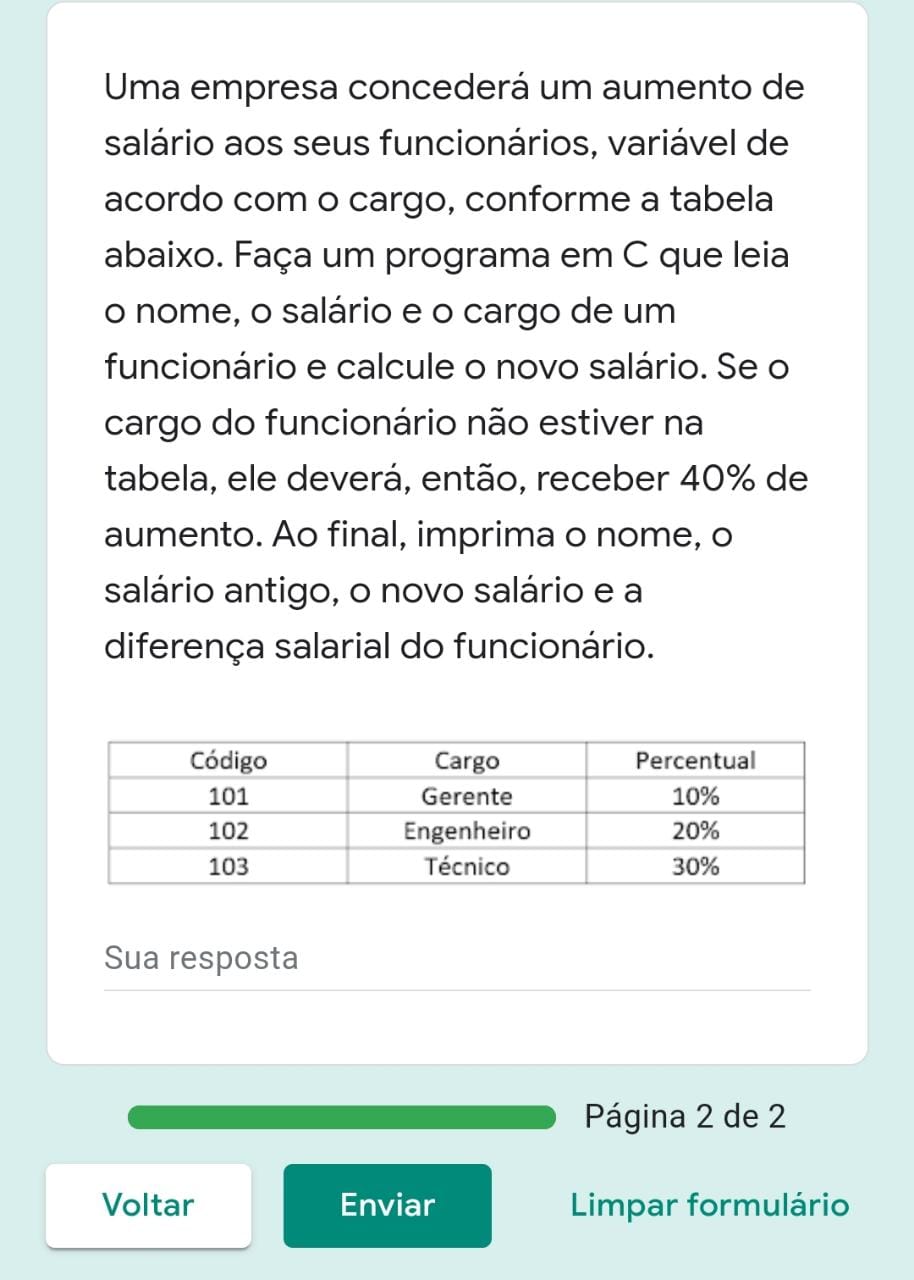 Uma empresa concederá um aumento de
salário aos seus funcionários, variável de
acordo com o cargo, conforme a tabela
abaixo. Faça um programa em C que leia
o nome, o salário e o cargo de um
funcionário e calcule o novo salário. Se o
cargo do funcionário não estiver na
tabela, ele deverá, então, receber 40% de
aumento. Ao final, imprima o nome, o
salário antigo, o novo salário e a
diferença salarial do funcionário.
Código Cargo Percentual
101 Gerente 10%
102 Engenheiro 20%
103 Técnico 30%
Sua resposta
Página 2 de 2
Voltar Enviar Limpar formulário